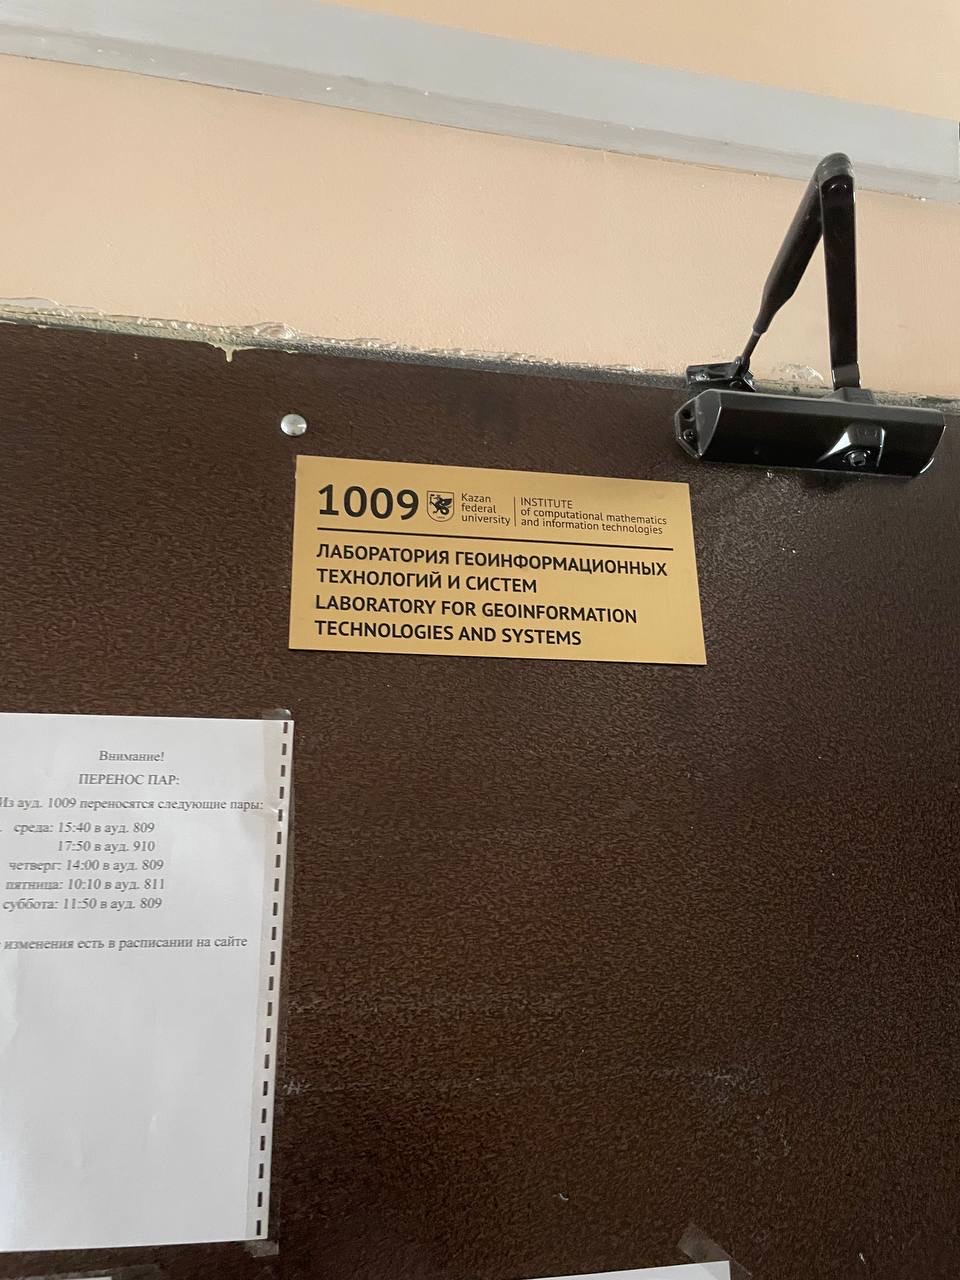 1009
Kazan
federal
university
INSTITUTE
of computational mathematics
and information technologies
ЛАБОРАТОРИЯ ГЕОИНФОРМАЦИОННЫХ
ТЕХНОЛОГИЙ И СИСТЕМ
LABORATORY FOR GEOINFORMATION
TECHNOLOGIES AND SYSTEMS
Внимание!
ПЕРЕНОС ПАР:
Из ауд. 1009 переносятся следующие пары:
среда: 15:40 в ауд. 809
17:50 в ауд. 910
четверг: 14:00 в ауд. 809
пятница: 10:10 в ауд. 811
суббота: 11:50 в ауд. 809
изменения есть в расписании на сайте